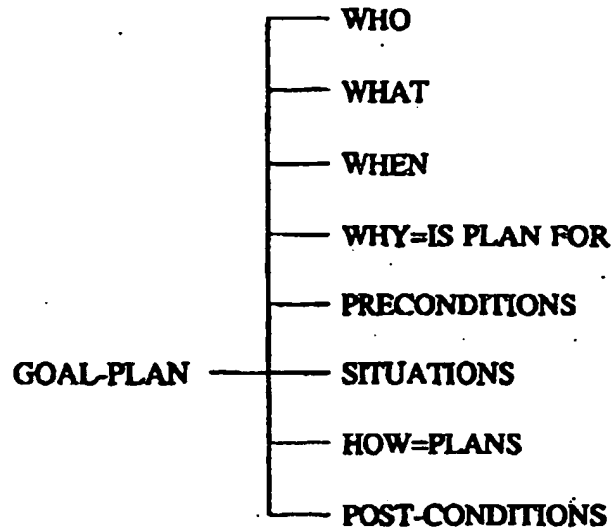 WHO
WHAT
WHEN
WHY=IS PLAN FOR
PRECONDITIONS
GOAL-PLAN
SITUATIONS
HOW=PLANS
POST-CONDITIONS